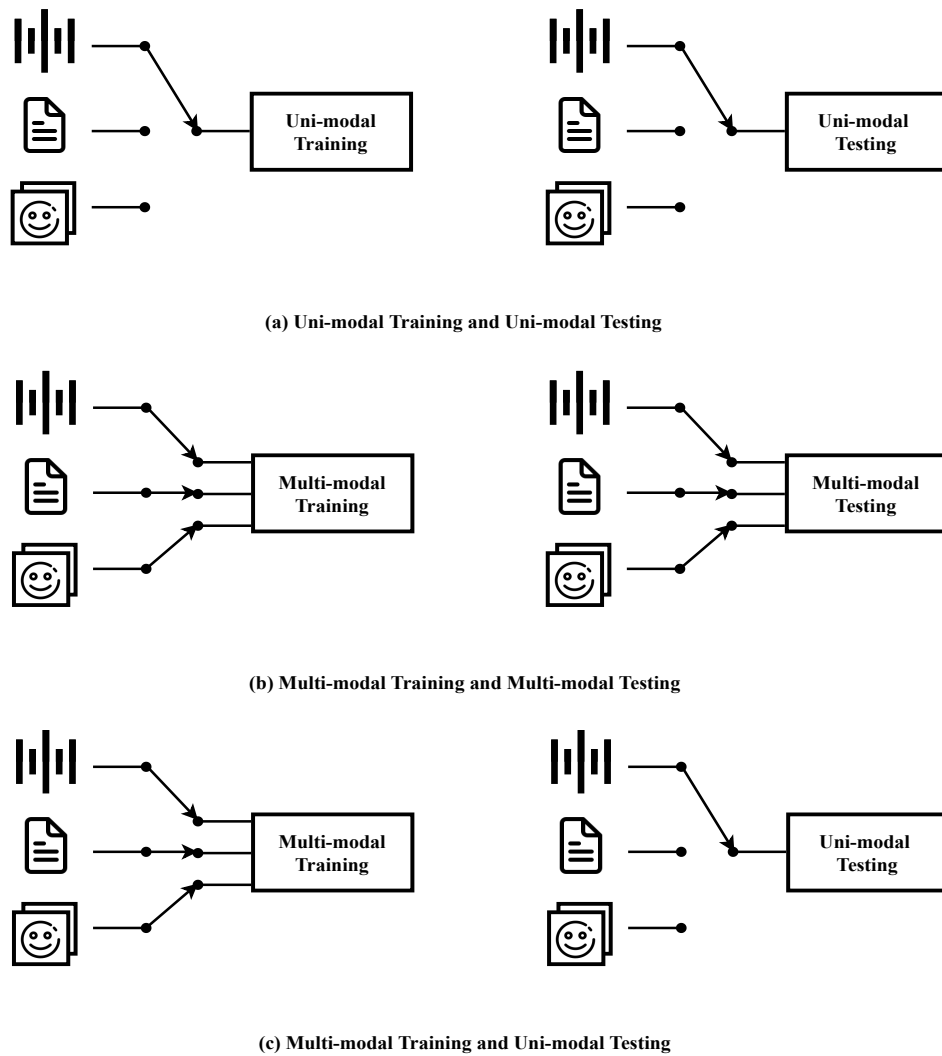 Uni-modal
Training
Uni-modal
Testing
(a) Uni-modal Training and Uni-modal Testing
Multi-modal
Training
Multi-modal
Testing
(b) Multi-modal Training and Multi-modal Testing
Multi-modal
Training
Uni-modal
Testing
(c) Multi-modal Training and Uni-modal Testing